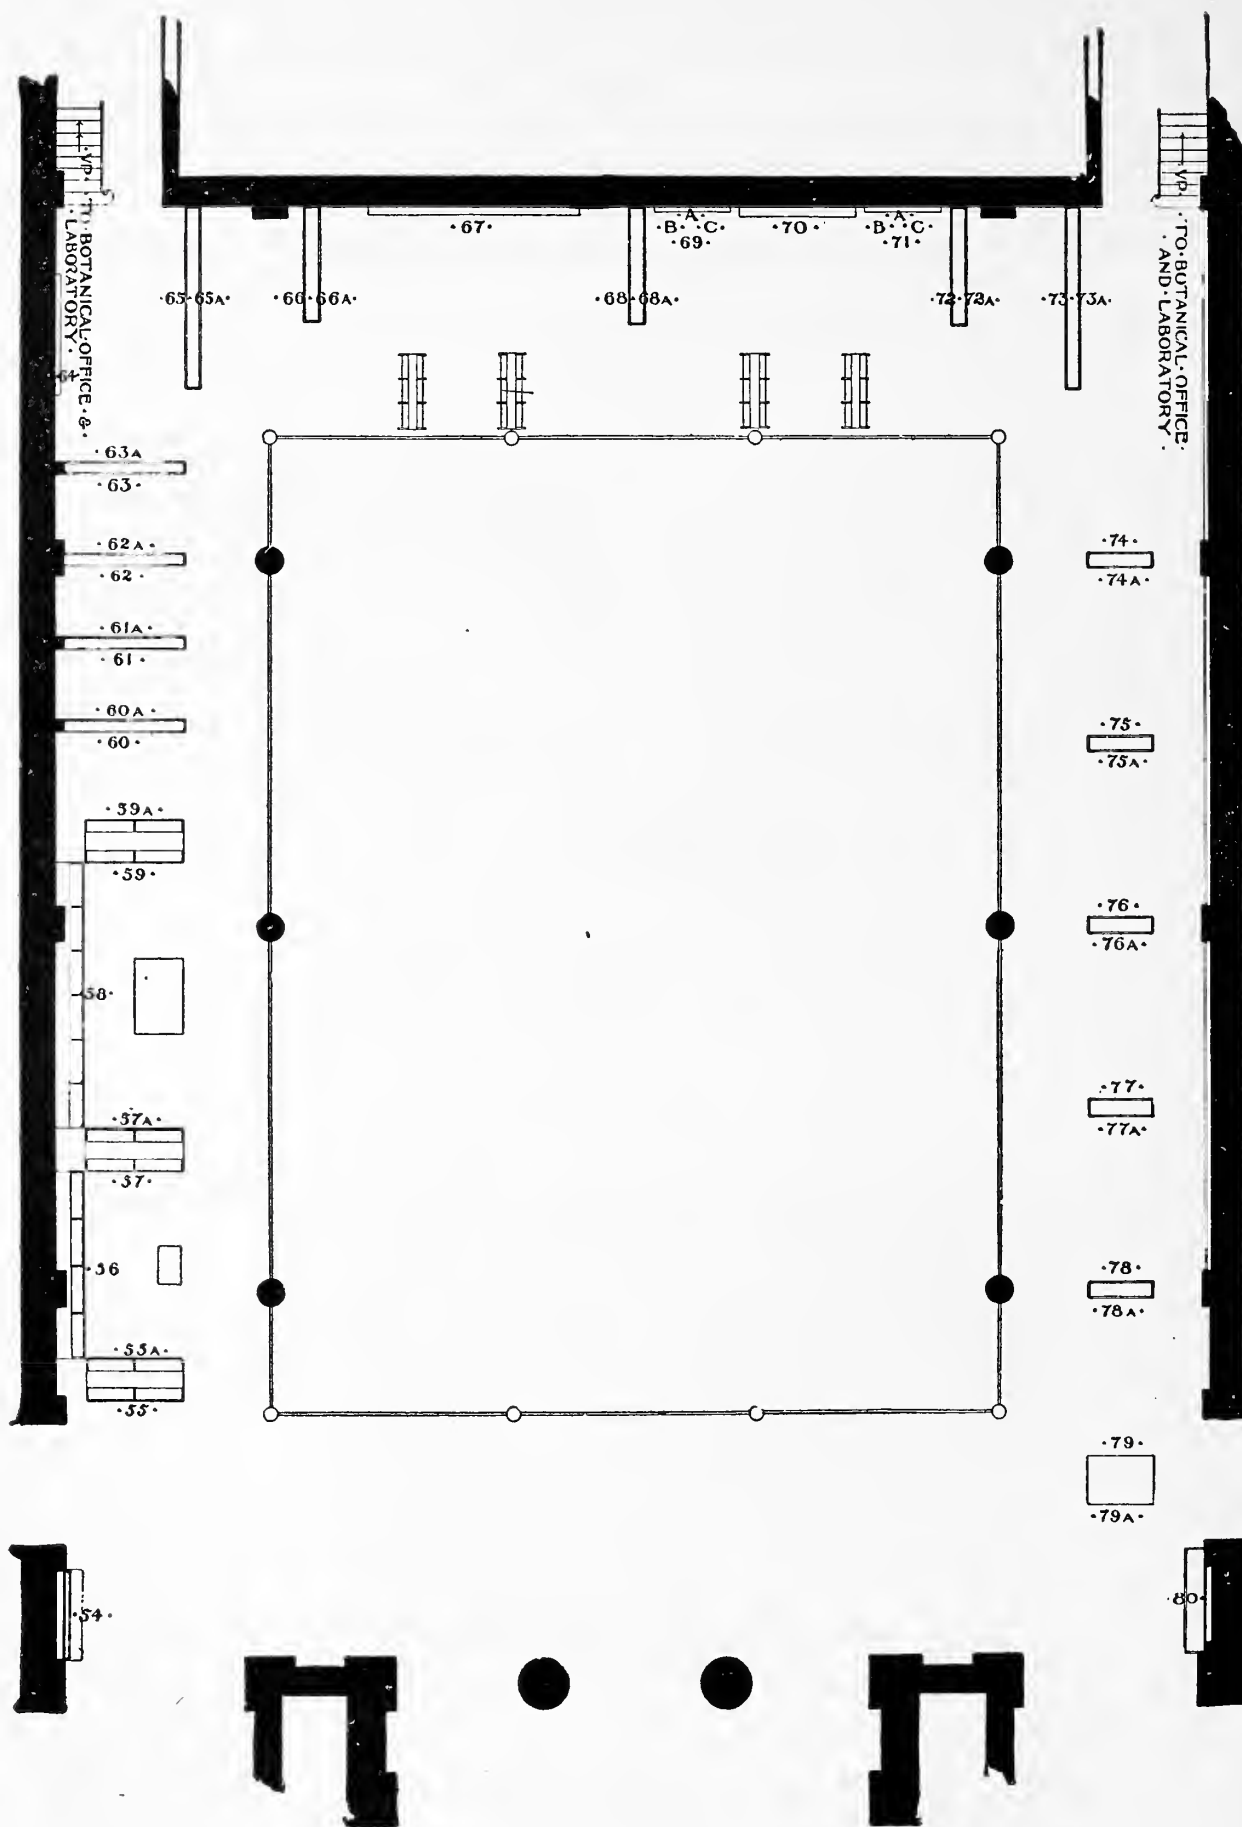 ·UP· ·TO·BOTANICAL·OFFICE·&·
·LABORATORY·
·UP· ·TO·BOTANICAL·OFFICE·
·AND·LABORATORY·
·67·
·A·
·B· ·C·
·69·
·70·
·A·
·B· ·C·
·71·
·65·65A·
·66·66A·
·68·68A·
·72·72A·
·73·73A·
·64·
·63A
·63·
·62A·
·62·
·61A·
·61·
·60A·
·60·
·59A·
·59·
·58·
·57A·
·57·
·56
·55A·
·55·
·54·
·74·
·74A·
·75·
·75A·
·76·
·76A·
·77·
·77A·
·78·
·78A·
·79·
·79A·
·80·